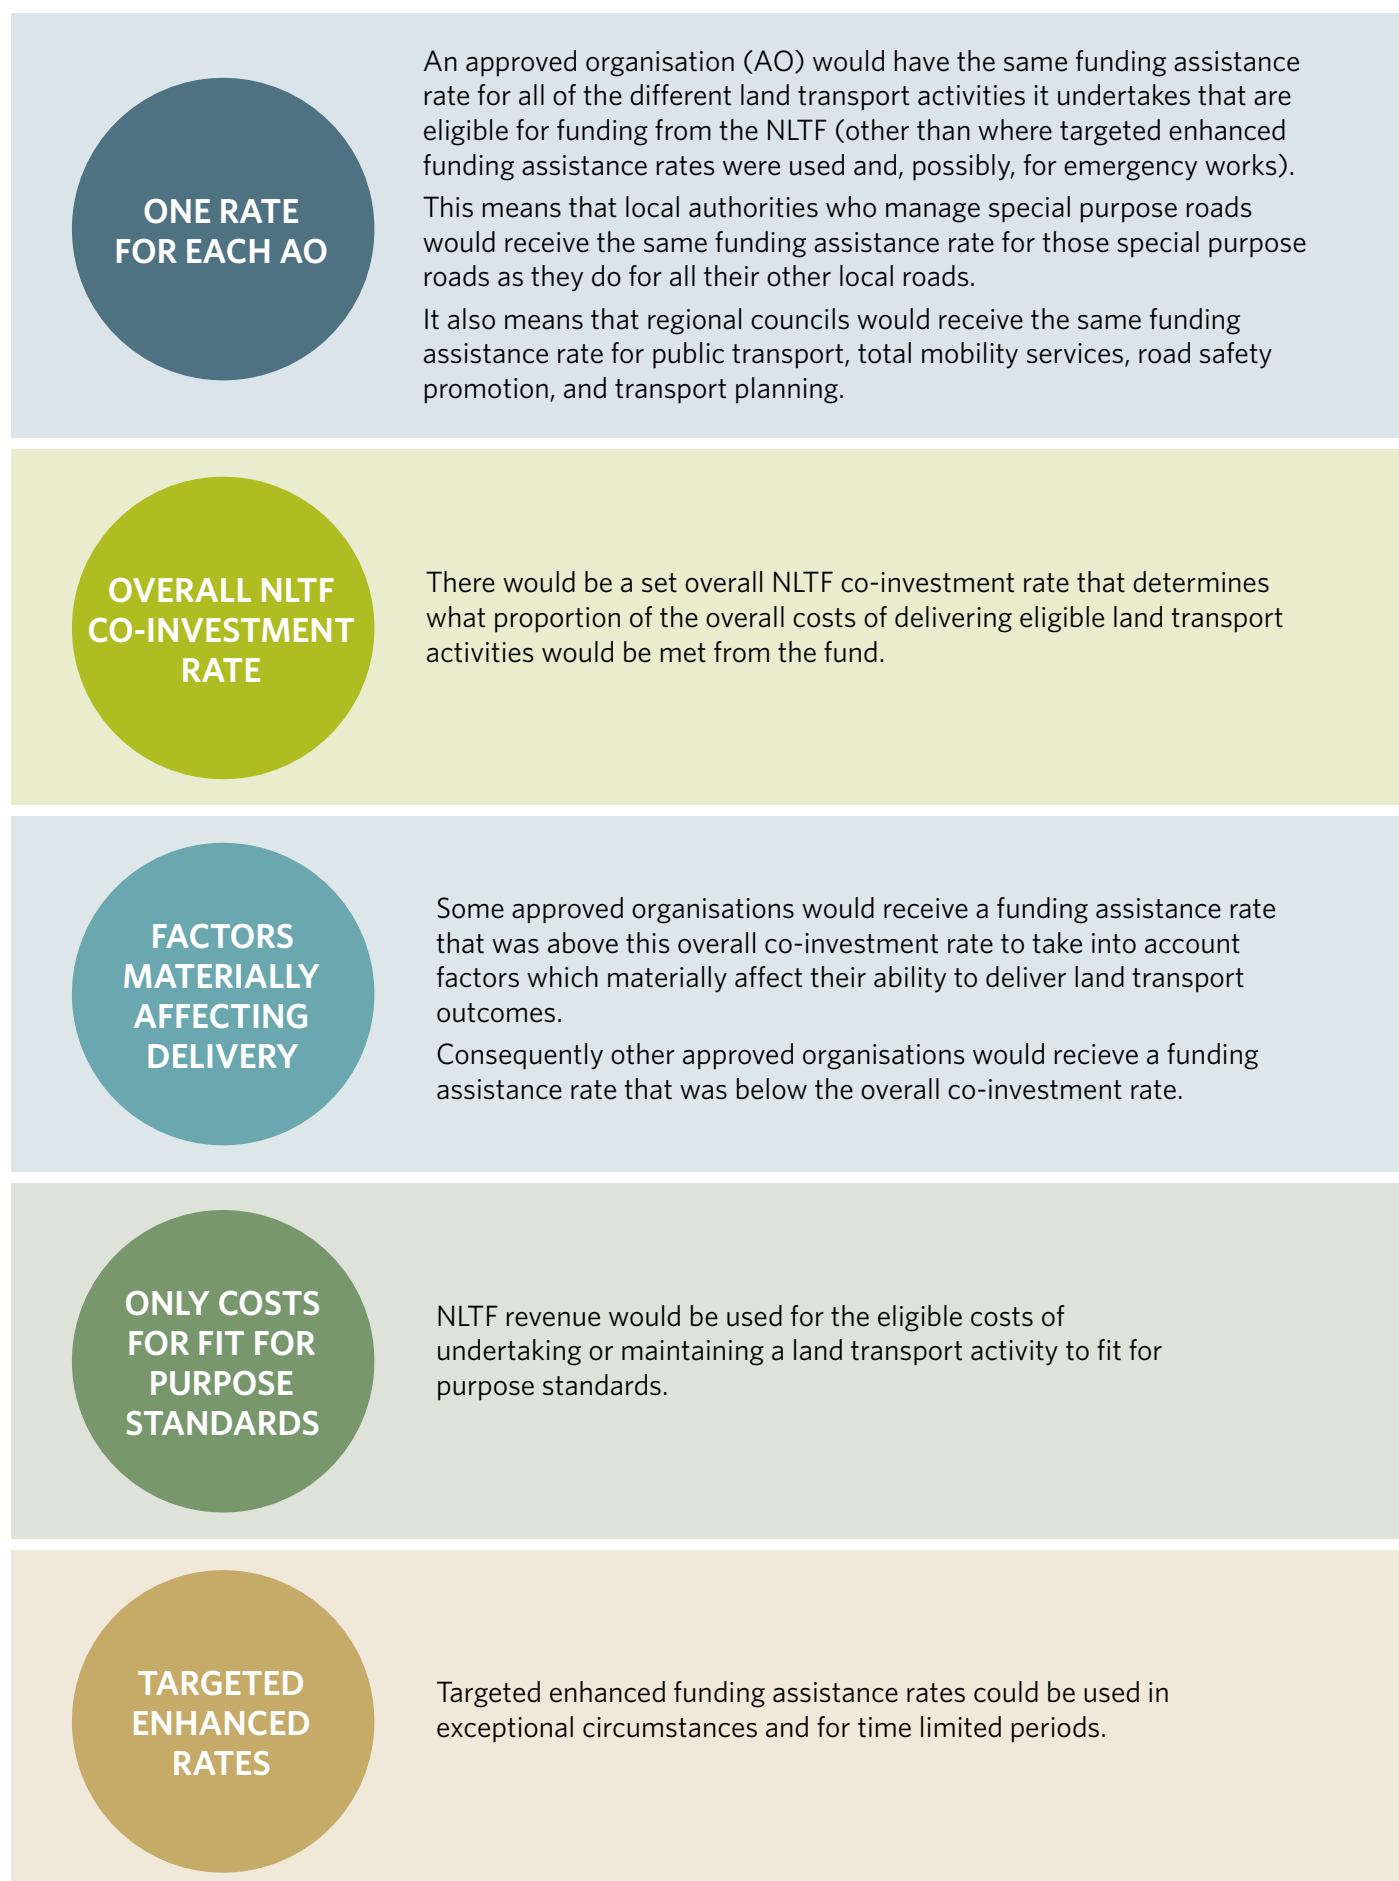 ONE RATE
FOR EACH AO
An approved organisation (AO) would have the same funding assistance
rate for all of the different land transport activities it undertakes that are
eligible for funding from the NLTF (other than where targeted enhanced
funding assistance rates were used and, possibly, for emergency works).
This means that local authorities who manage special purpose roads
would receive the same funding assistance rate for those special purpose
roads as they do for all their other local roads.
It also means that regional councils would receive the same funding
assistance rate for public transport, total mobility services, road safety
promotion, and transport planning.
OVERALL NLTF
CO-INVESTMENT
RATE
There would be a set overall NLTF co-investment rate that determines
what proportion of the overall costs of delivering eligible land transport
activities would be met from the fund.
FACTORS
MATERIALLY
AFFECTING
DELIVERY
Some approved organisations would receive a funding assistance rate
that was above this overall co-investment rate to take into account
factors which materially affect their ability to deliver land transport
outcomes.
Consequently other approved organisations would recieve a funding
assistance rate that was below the overall co-investment rate.
ONLY COSTS
FOR FIT FOR
PURPOSE
STANDARDS
NLTF revenue would be used for the eligible costs of
undertaking or maintaining a land transport activity to fit for
purpose standards.
TARGETED
ENHANCED
RATES
Targeted enhanced funding assistance rates could be used in
exceptional circumstances and for time limited periods.